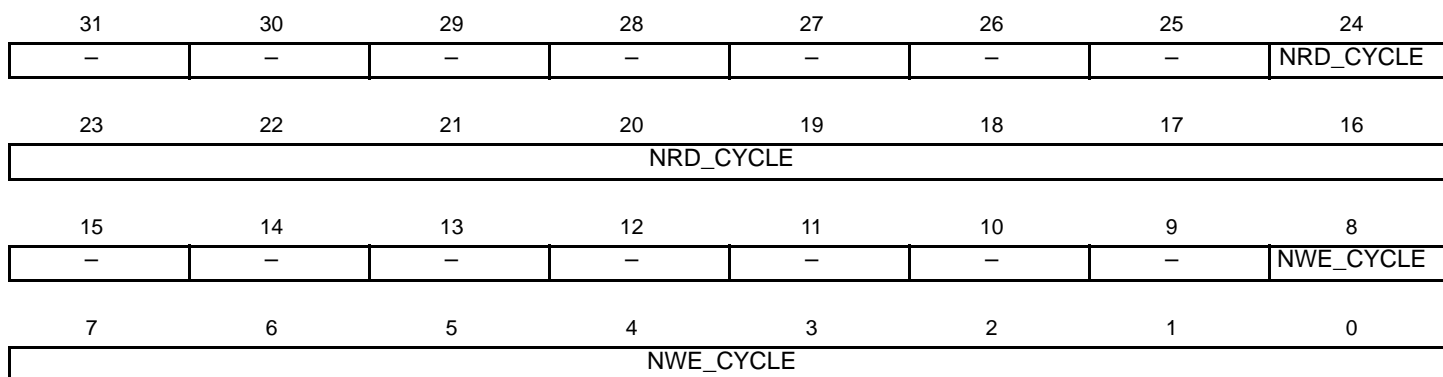 31 30 29 28 27 26 25 24
– – – – – – – NRD_CYCLE
23 22 21 20 19 18 17 16
NRD_CYCLE
15 14 13 12 11 10 9 8
– – – – – – – NWE_CYCLE
7 6 5 4 3 2 1 0
NWE_CYCLE